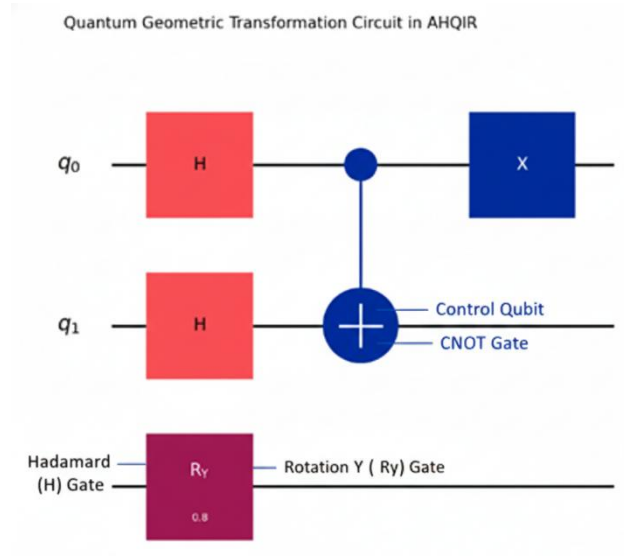 Quantum Geometric Transformation Circuit in AHQIR
q0
H
X
q1
H
Control Qubit
CNOT Gate
Hadamard
(H) Gate
RY
0.8
Rotation Y ( Ry) Gate